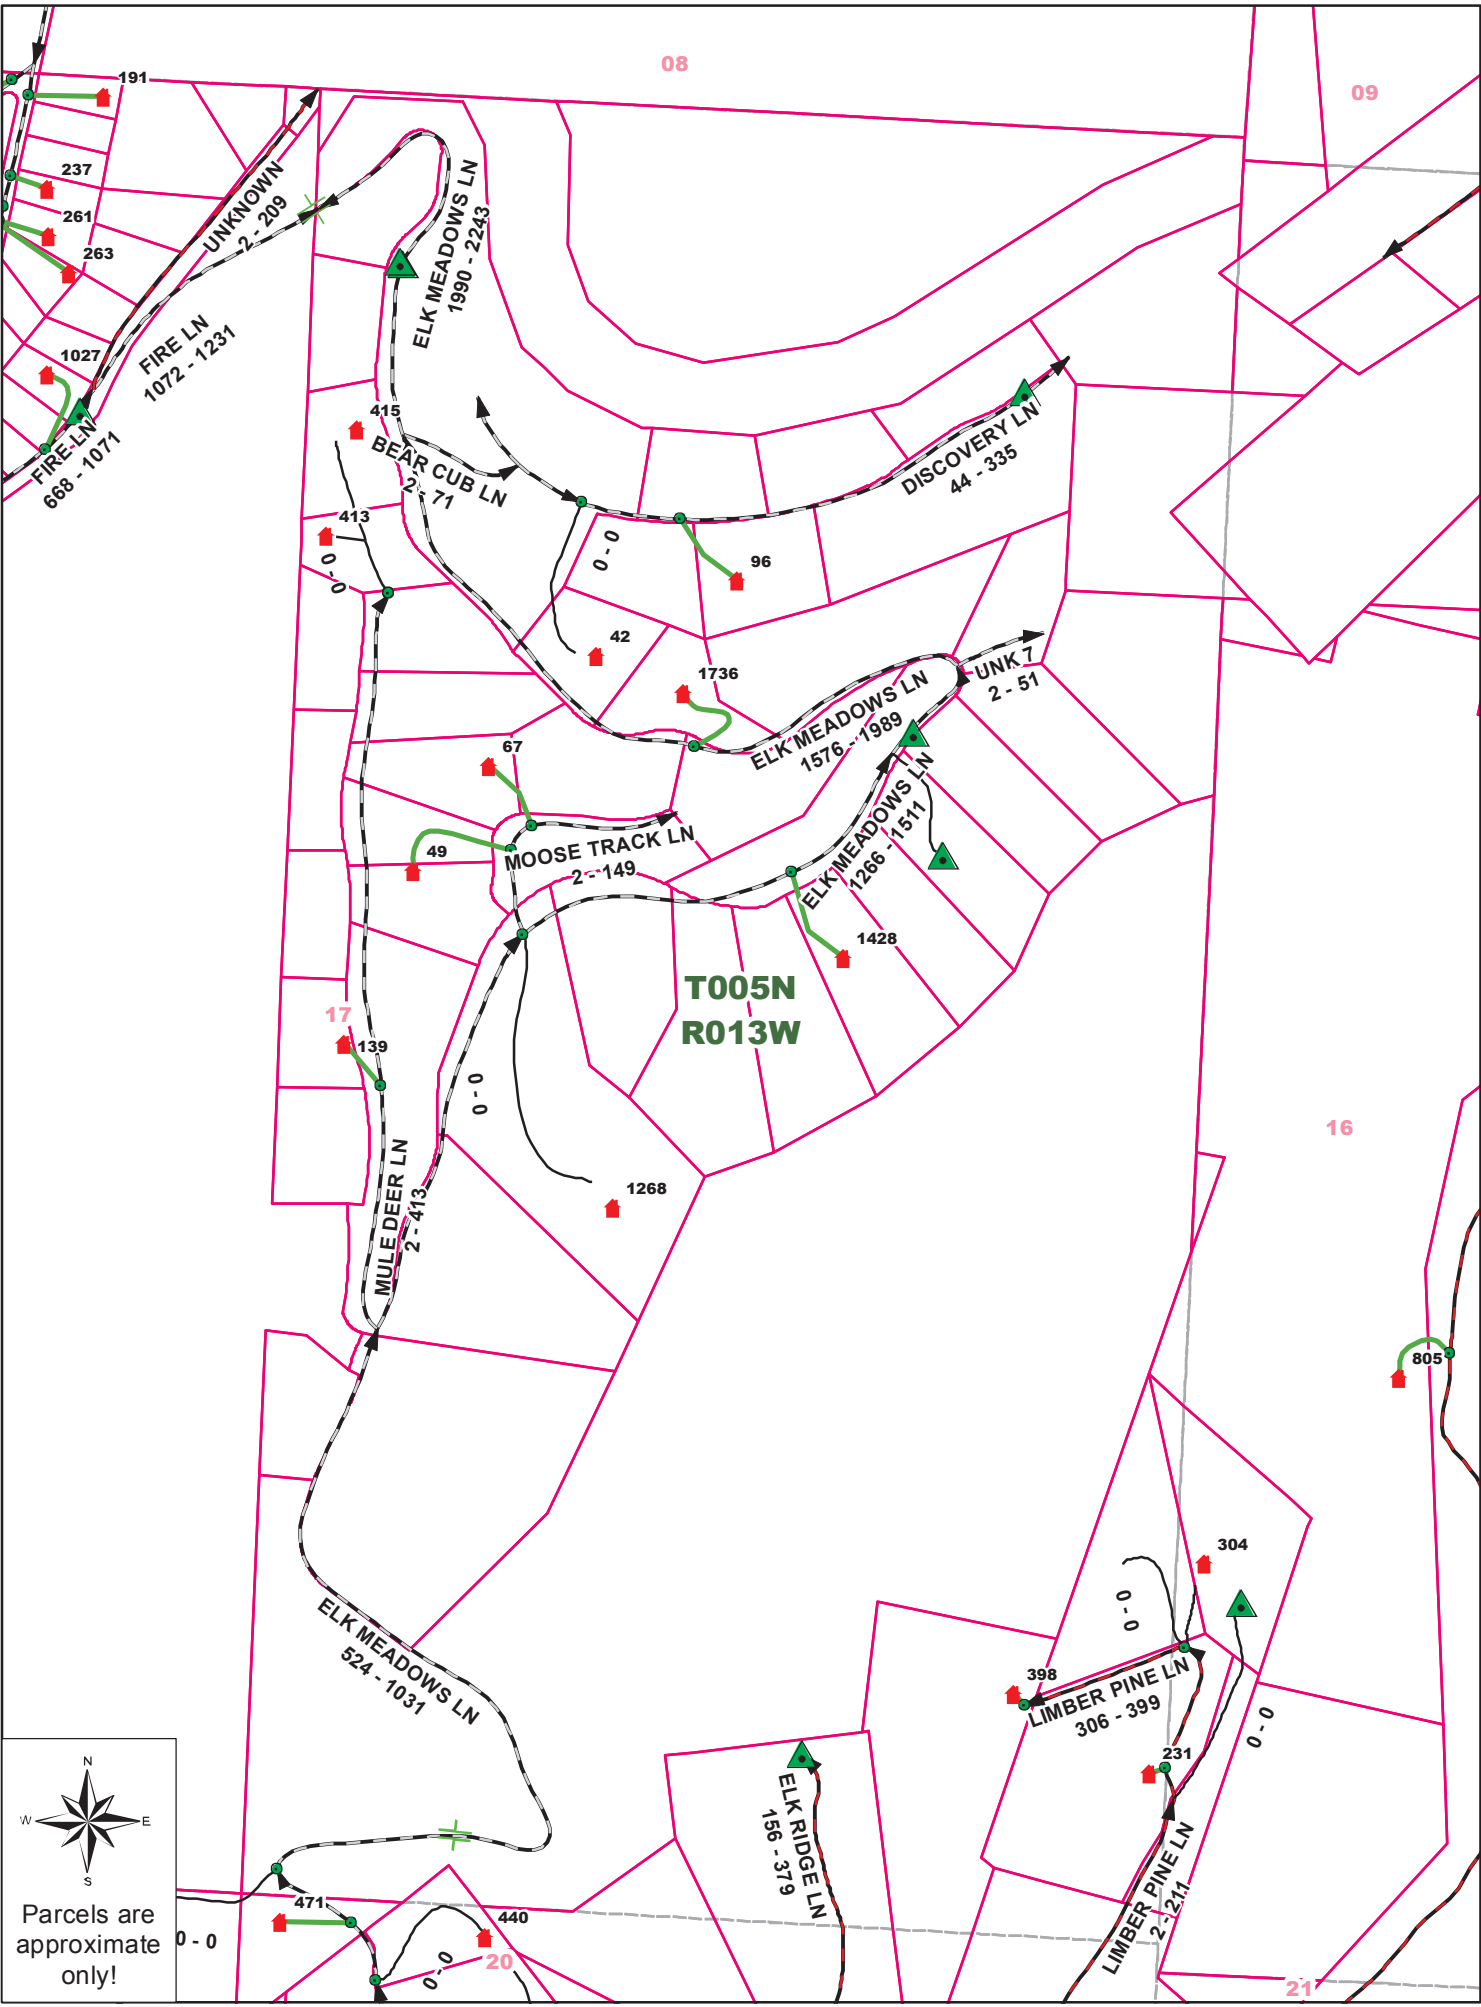 08
09
191
237
261
263
UNKNOWN
2 - 209
ELK MEADOWS LN
1990 - 2243
FIRE LN
1072 - 1231
1027
FIRE LN
668 - 1071
415
BEAR CUB LN
2 - 71
DISCOVERY LN
44 - 335
413
0 - 0
0 - 0
96
42
1736
UNK 7
2 - 51
ELK MEADOWS LN
1576 - 1989
67
ELK MEADOWS LN
1266 - 1511
MOOSE TRACK LN
2 - 149
49
1428
T005N
R013W
17
139
0 - 0
16
MULE DEER LN
2 - 413
1268
805
304
0 - 0
ELK MEADOWS LN
524 - 1031
398
LIMBER PINE LN
306 - 399
0 - 0
231
ELK RIDGE LN
156 - 379
LIMBER PINE LN
2 - 211
N
W
E
S
Parcels are
approximate
only!
471
440
0 - 0
0 - 0
20
21